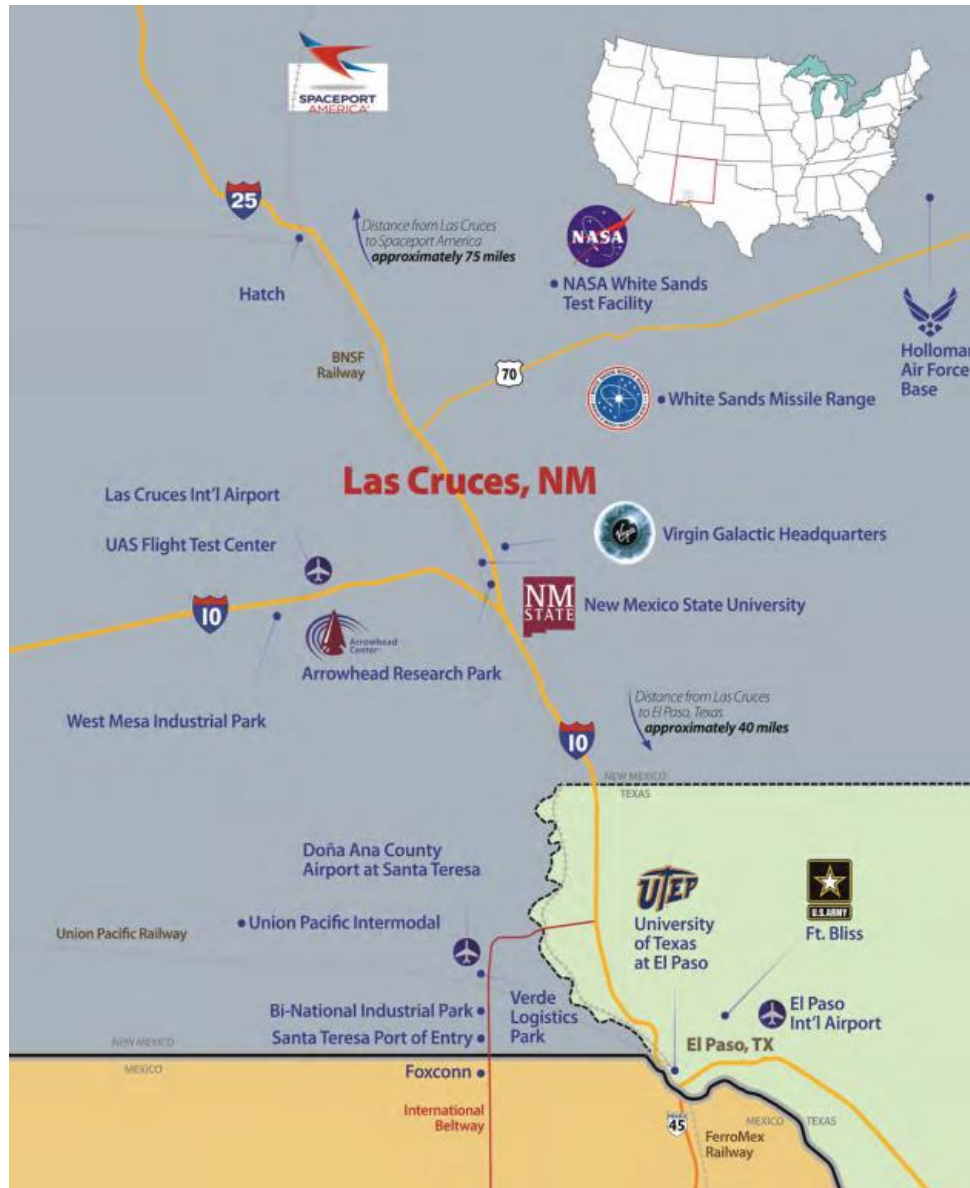 SPACEPORT
AMERICA
25
Distance from Las Cruces
to Spaceport America
approximately 75 miles
NASA
NASA White Sands
Test Facility
Hatch
BNSF
Railway
70
Holloman
Air Force
Base
White Sands Missile Range
Las Cruces, NM
Las Cruces Int'l Airport
UAS Flight Test Center
Virgin
Virgin Galactic Headquarters
10
NM
STATE
New Mexico State University
Arrowhead
Center
Arrowhead Research Park
West Mesa Industrial Park
Distance from Las Cruces
to El Paso, Texas
approximately 40 miles
10
NEW MEXICO
TEXAS
Doña Ana County
Airport at Santa Teresa
UTEP
University
of Texas
at El Paso
U.S. ARMY
Ft. Bliss
Union Pacific Intermodal
Union Pacific Railway
Verde
Logistics
Park
Bi-National Industrial Park
Santa Teresa Port of Entry
El Paso
Int'l Airport
El Paso, TX
NEW MEXICO
MEXICO
Foxconn
International
Beltway
MEXICO
45
FerroMex
Railway
MEXICO
TEXAS